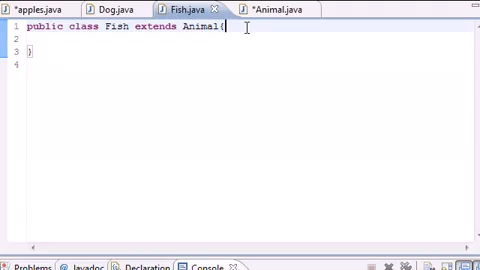 *apples.java Dog.java Fish.java *Animal.java
1 public class Fish extends Animal{
2
3 }
4
Problems @ Javadoc Declaration Console